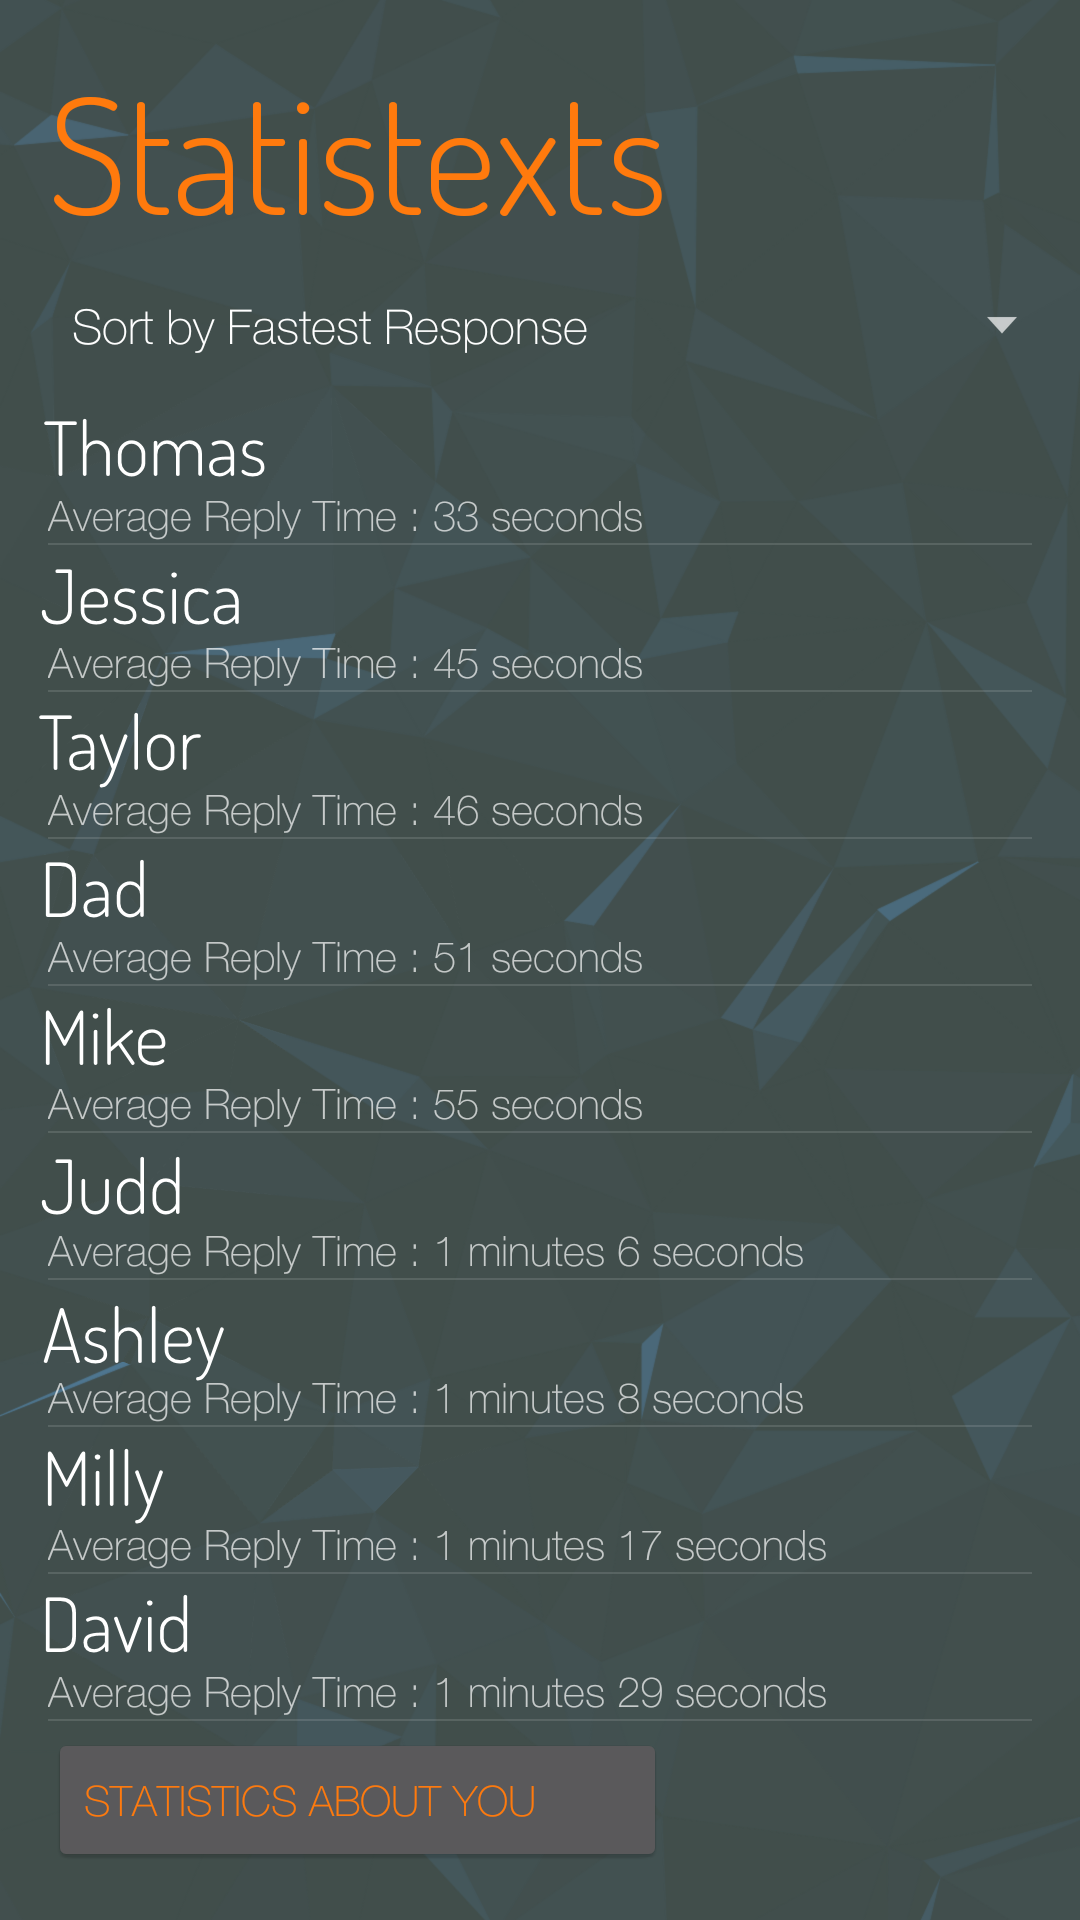 Statistexts
Sort by Fastest Response
Thomas
Average Reply Time : 33 seconds
Jessica
Average Reply Time : 45 seconds
Taylor
Average Reply Time : 46 seconds
Dad
Average Reply Time : 51 seconds
Mike
Average Reply Time : 55 seconds
Judd
Average Reply Time : 1 minutes 6 seconds
Ashley
Average Reply Time : 1 minutes 8 seconds
Milly
Average Reply Time : 1 minutes 17 seconds
David
Average Reply Time : 1 minutes 29 seconds
STATISTICS ABOUT YOU